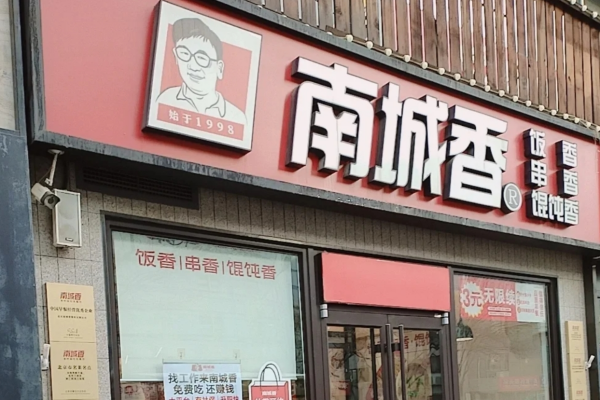 始于1998
南城香®
饭香
串香
馄饨香
饭香|串香|馄饨香
3元无限续
南城香
南城香
找工作来南城香
免费吃 还赚钱